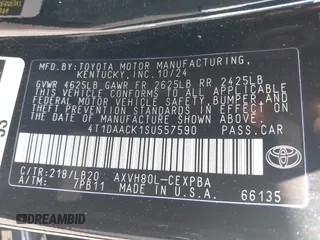 MFD.BY:TOYOTA MOTOR MANUFACTURING,
KENTUCKY, INC. 10/24
GVWR 4625LB GAWR FR 2625LB RR 2425LB
THIS VEHICLE CONFORMS TO ALL APPLICABLE
FEDERAL MOTOR VEHICLE SAFETY, BUMPER, AND
THEFT PREVENTION STANDARDS IN EFFECT ON
THE DATE OF MANUFACTURE SHOWN ABOVE.
4T1DAACK1SU557590 PASS.CAR
C/TR:218/LB20 AXVH80L-CEXPBA
A/TM: 7PB11 MADE IN U.S.A.
TOYOTA
66135
DREAMBID